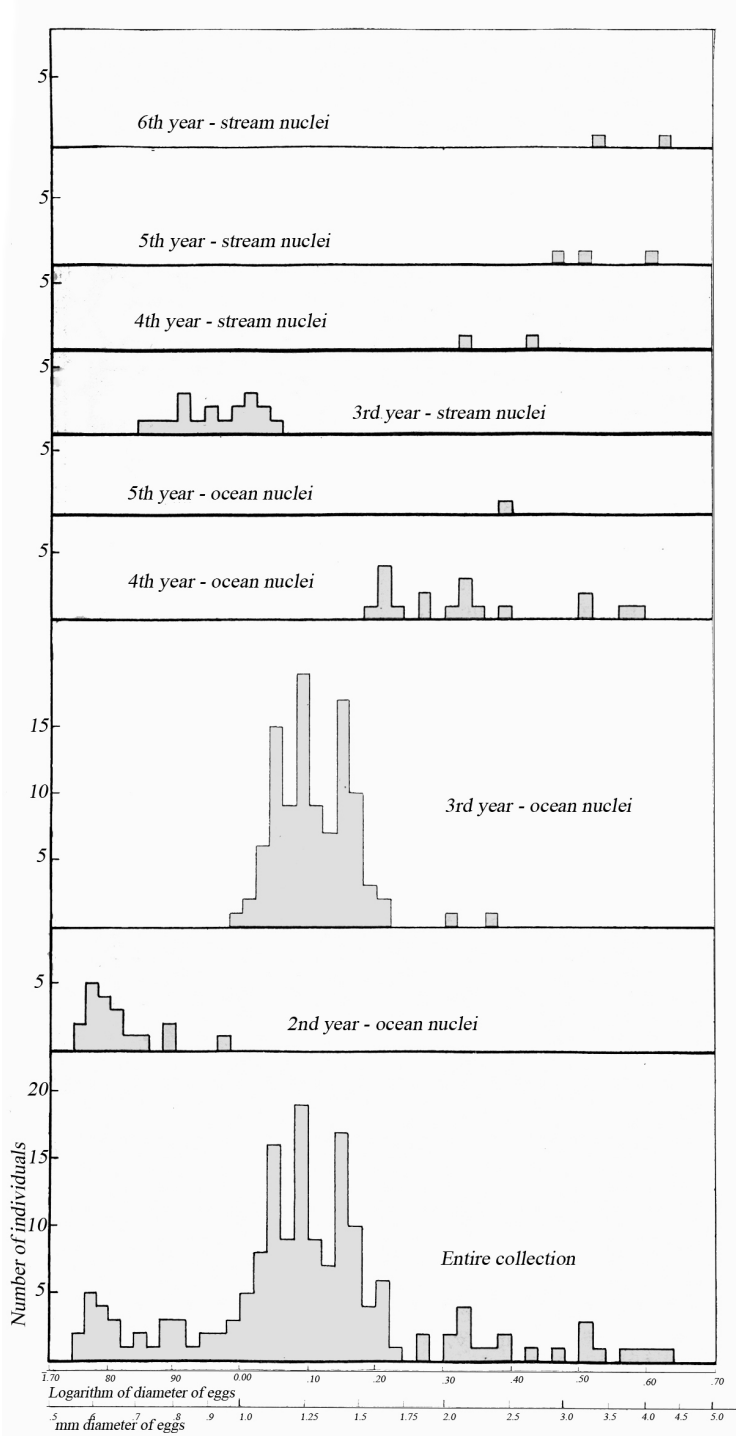 5
6th year - stream nuclei
5
5th year - stream nuclei
5
4th year - stream nuclei
5
3rd year - stream nuclei
5
5th year - ocean nuclei
5
4th year - ocean nuclei
15
10
5
3rd year - ocean nuclei
5
2nd year - ocean nuclei
20
15
10
5
Number of individuals
Entire collection
1.70 80 .90 0.00 .10 .20 .30 .40 .50 .60 .70
Logarithm of diameter of eggs
.5 .6 .7 .8 .9 1.0 1.25 1.5 1.75 2.0 2.5 3.0 3.5 4.0 4.5 5.0
mm diameter of eggs